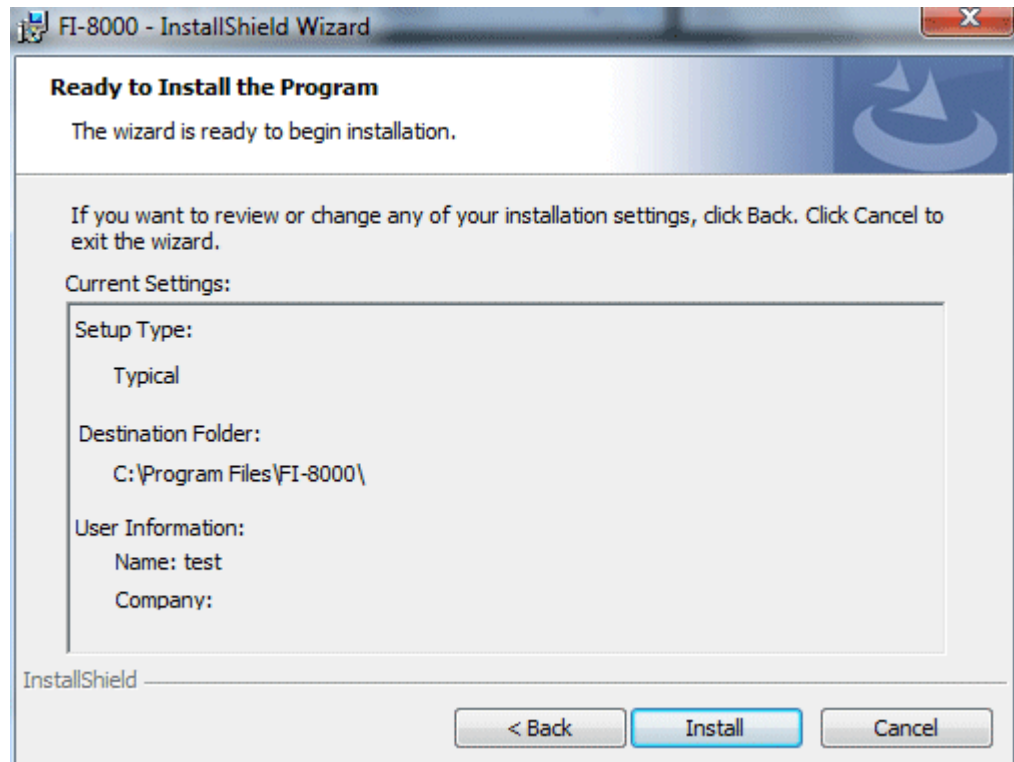 FI-8000 - InstallShield Wizard
Ready to Install the Program
The wizard is ready to begin installation.
If you want to review or change any of your installation settings, click Back. Click Cancel to
exit the wizard.
Current Settings:
Setup Type:
Typical
Destination Folder:
C:\Program Files\FI-8000\
User Information:
Name: test
Company:
InstallShield
< Back
Install
Cancel